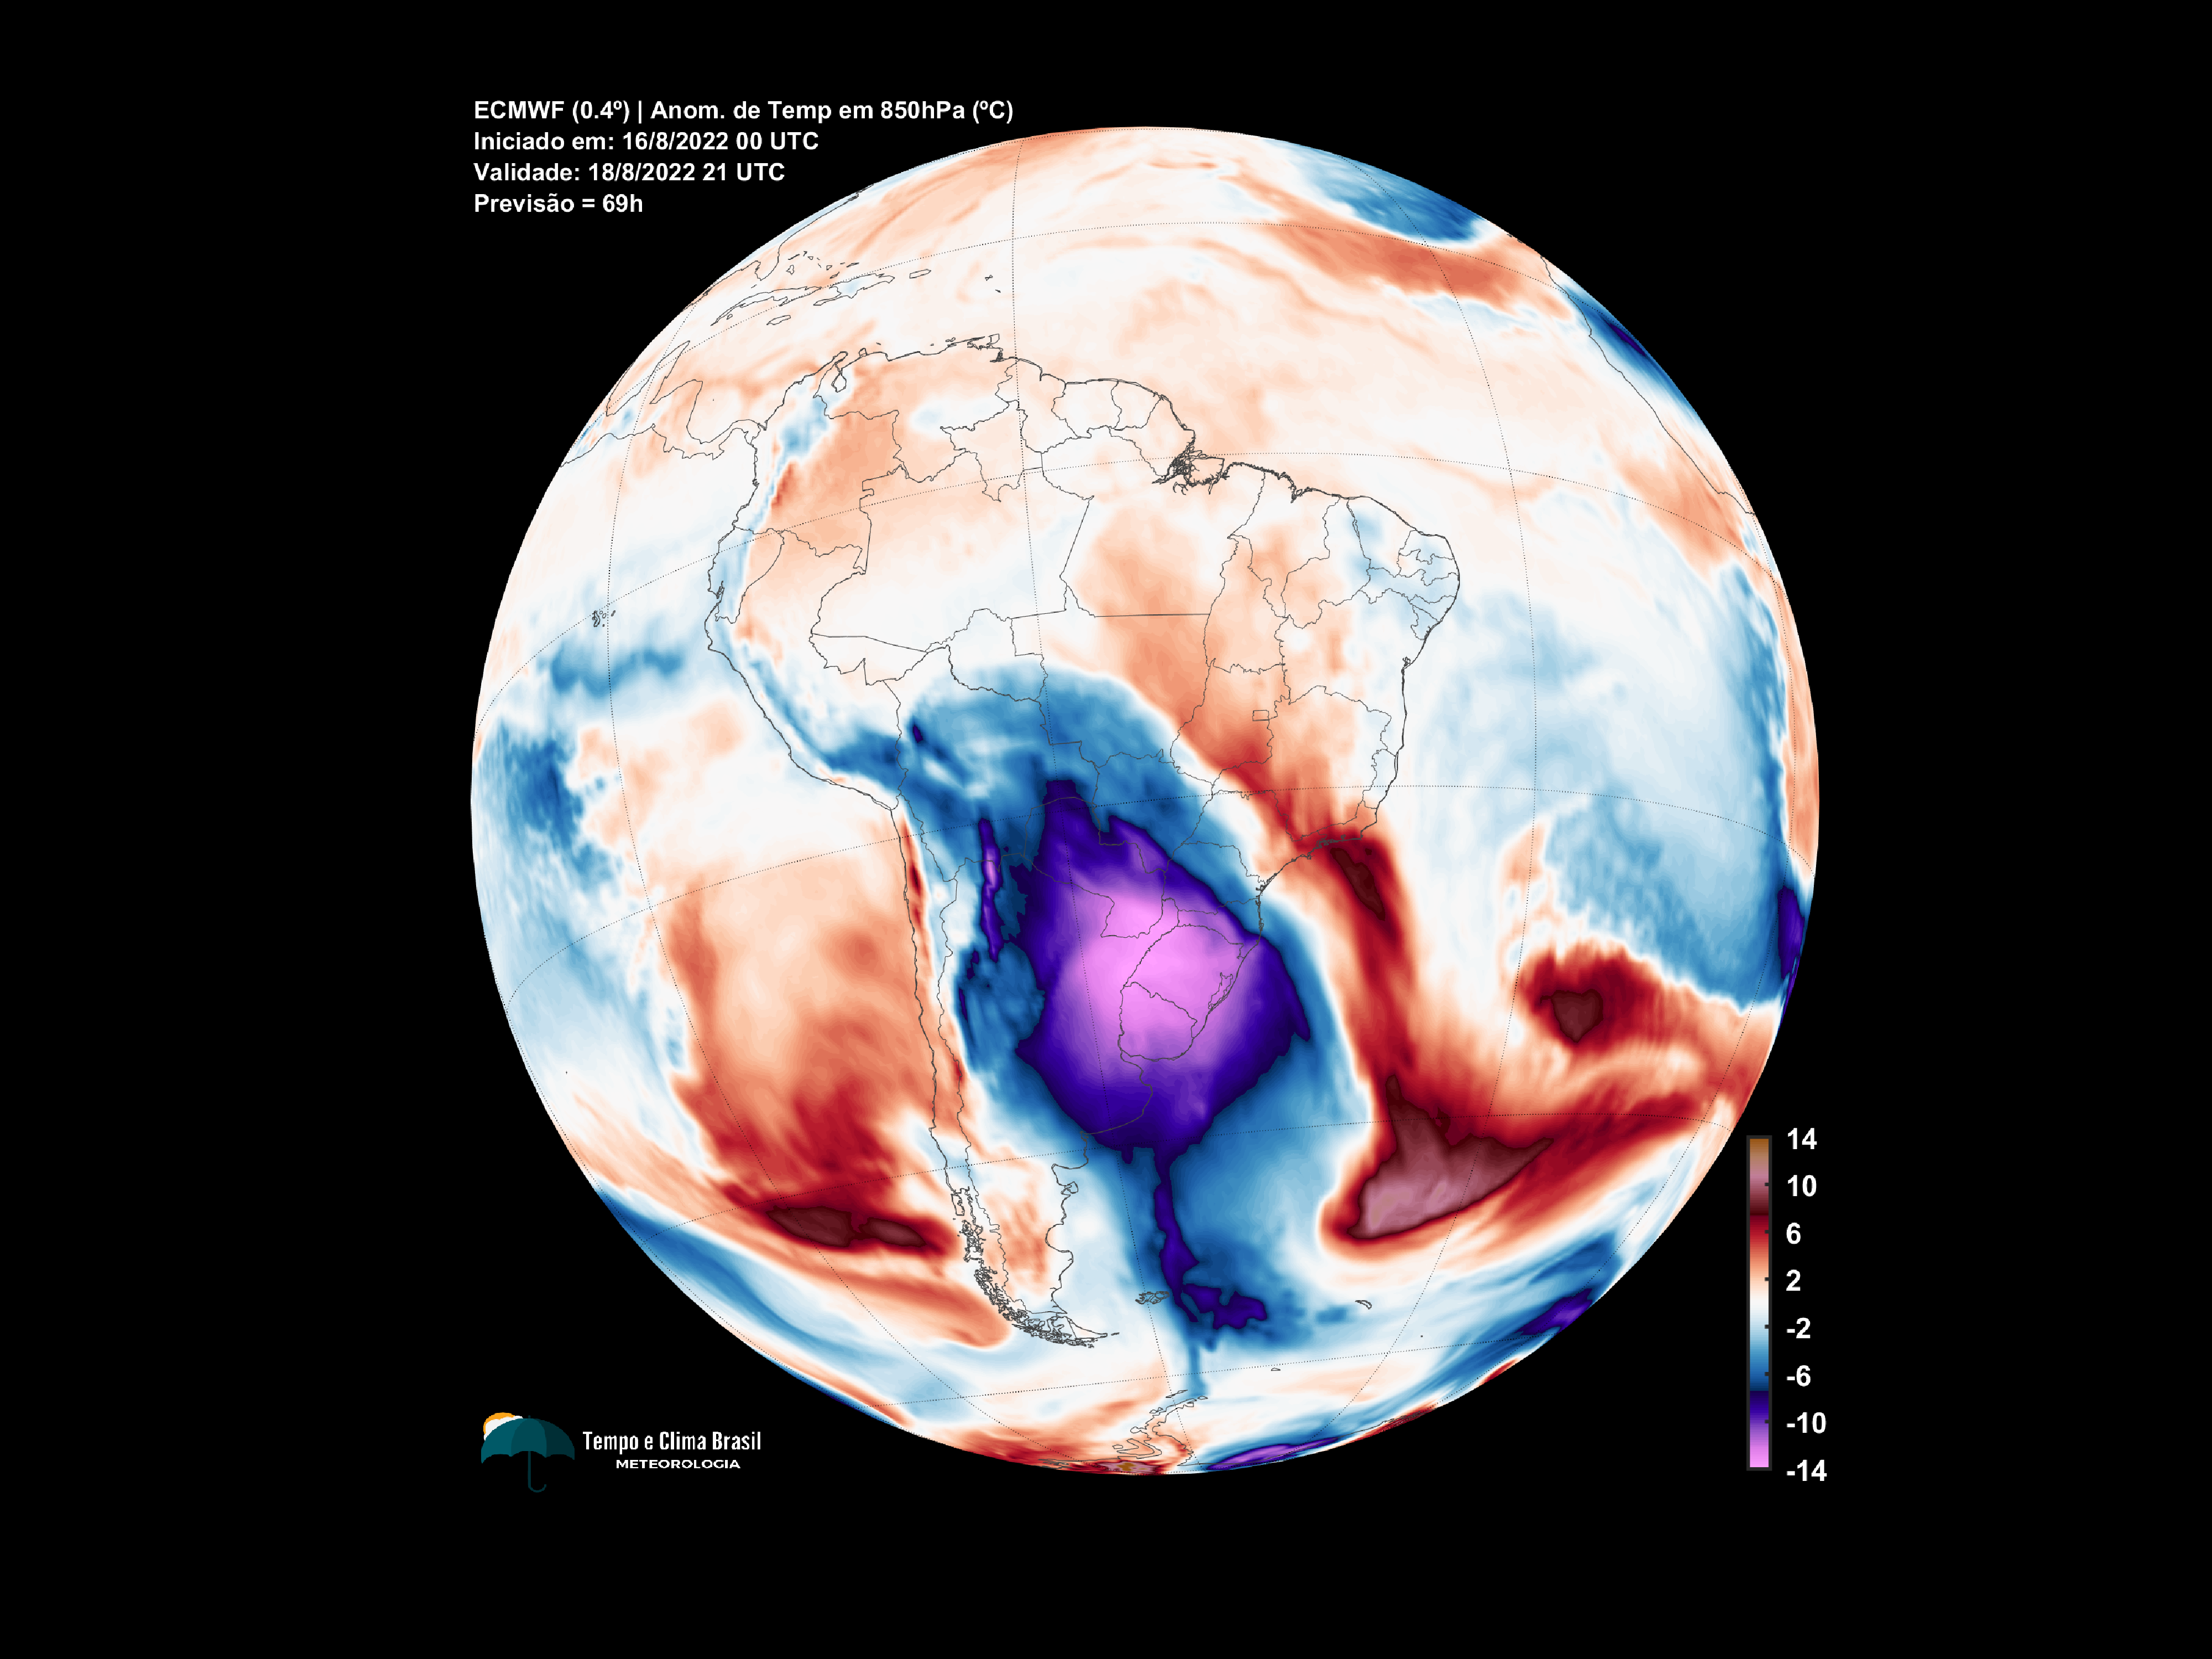 ECMWF (0.4º) | Anom. de Temp em 850hPa (ºC)
Iniciado em: 16/8/2022 00 UTC
Validade: 18/8/2022 21 UTC
Previsão = 69h
14
10
6
2
-2
-6
-10
-14
Tempo e Clima Brasil
METEOROLOGIA